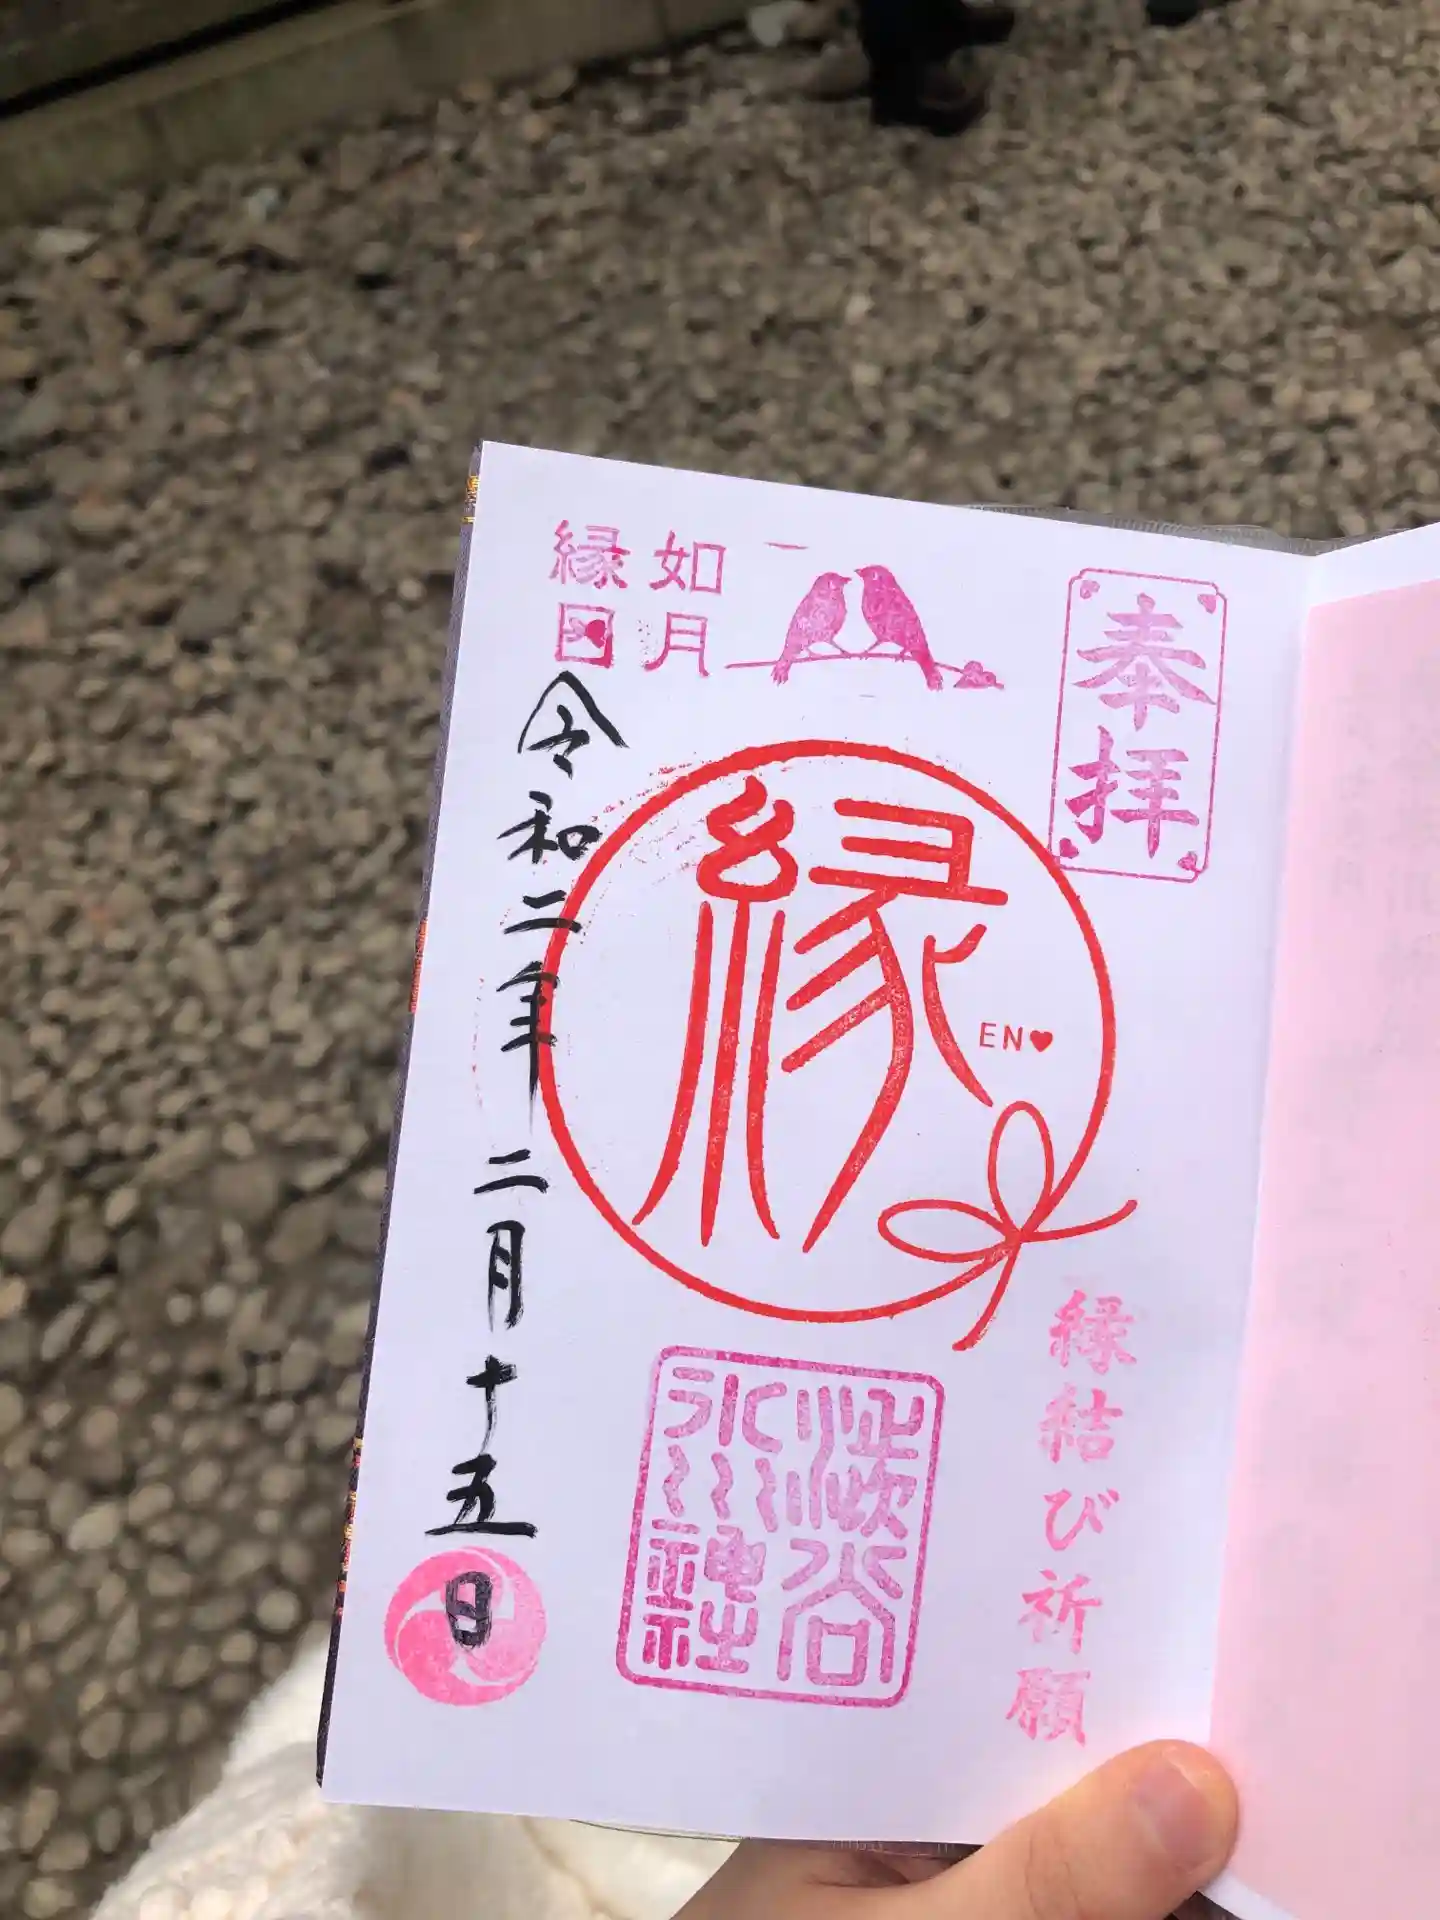 奉拝
如月
縁日
縁
EN♥
縁結び祈願
渋谷
氷川
神社
令和二年二月十五日